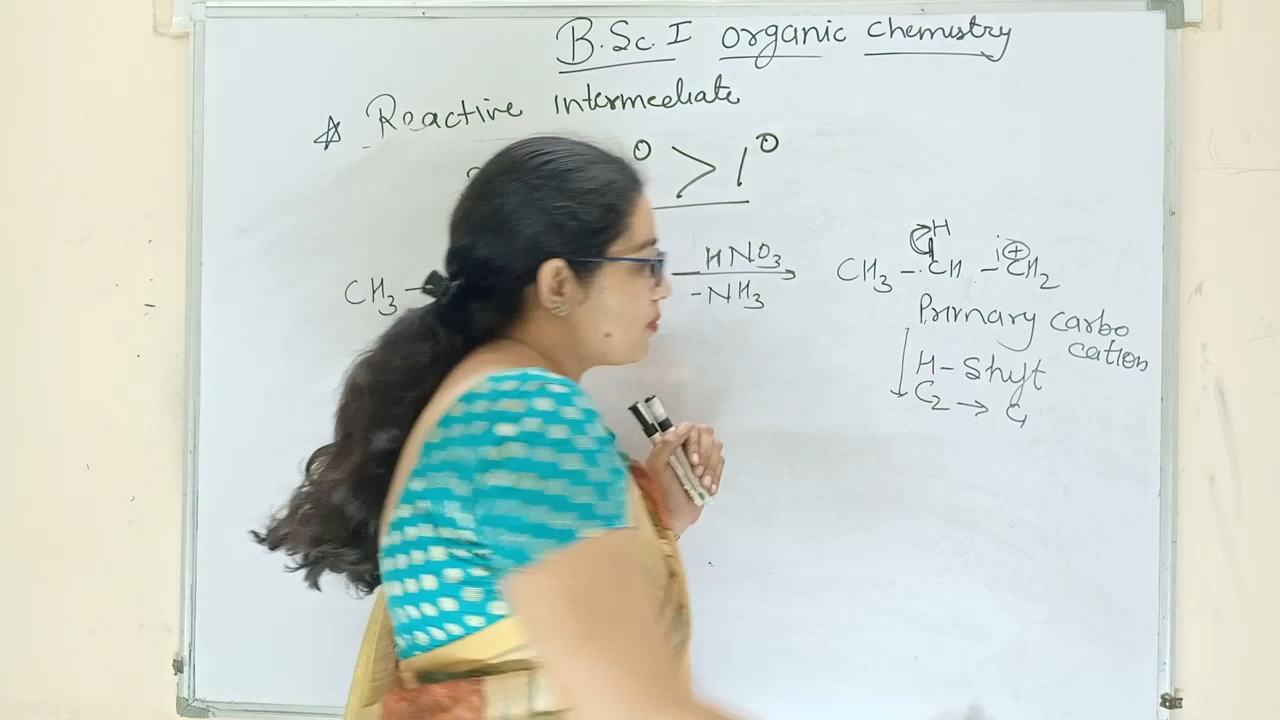 B.Sc. I organic chemistry
☆ Reactive intermediate
° > 1°
CH3 – HNO3 CH3 – CH – CH2
-NH3 H ⊕
Primary carbo
cation
↓ H- Shift
C2 → C1